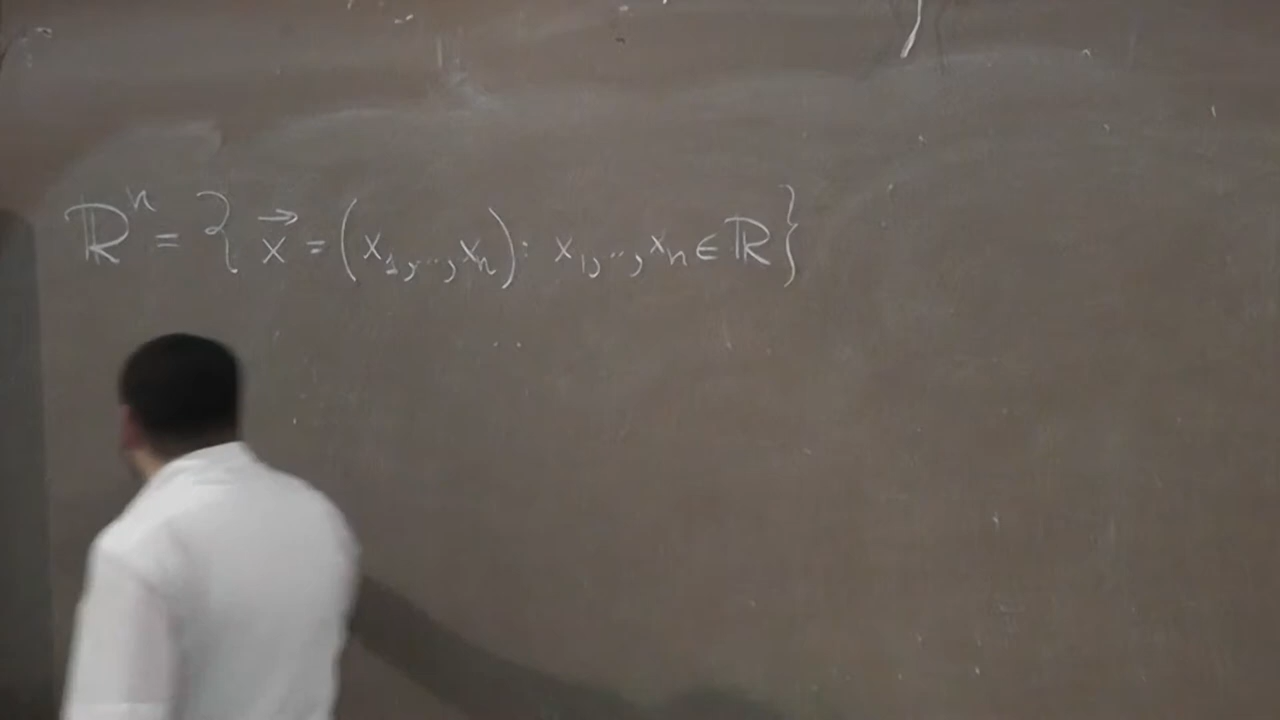 ℝⁿ = { x⃗ = (x₁,...,xₙ) : x₁,..,xₙ ∈ ℝ }